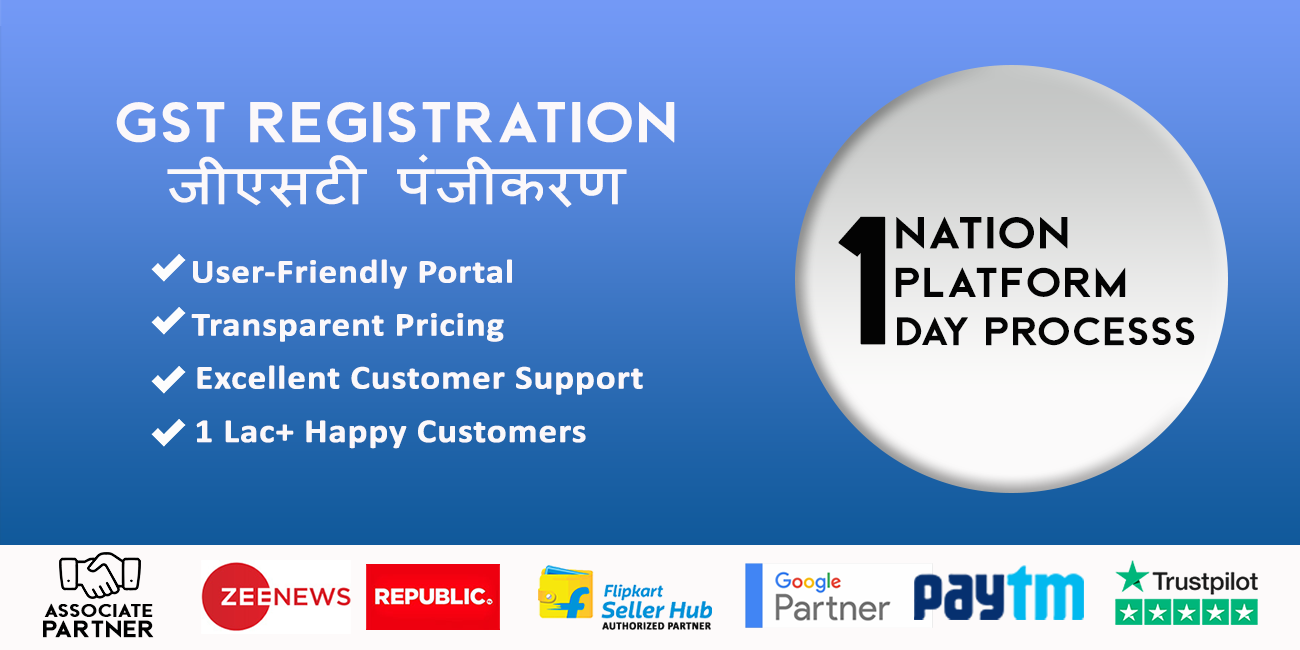 GST REGISTRATION
जीएसटी पंजीकरण
User-Friendly Portal
Transparent Pricing
Excellent Customer Support
1 Lac+ Happy Customers
1
NATION
PLATFORM
DAY PROCESSS
ASSOCIATE
PARTNER
ZEENEWS
REPUBLIC.
Flipkart
Seller Hub
AUTHORIZED PARTNER
Google
Partner
paytm
Trustpilot